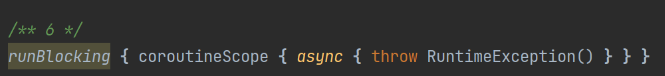 /** 6 */
runBlocking { coroutineScope { async { throw RuntimeException() } } }